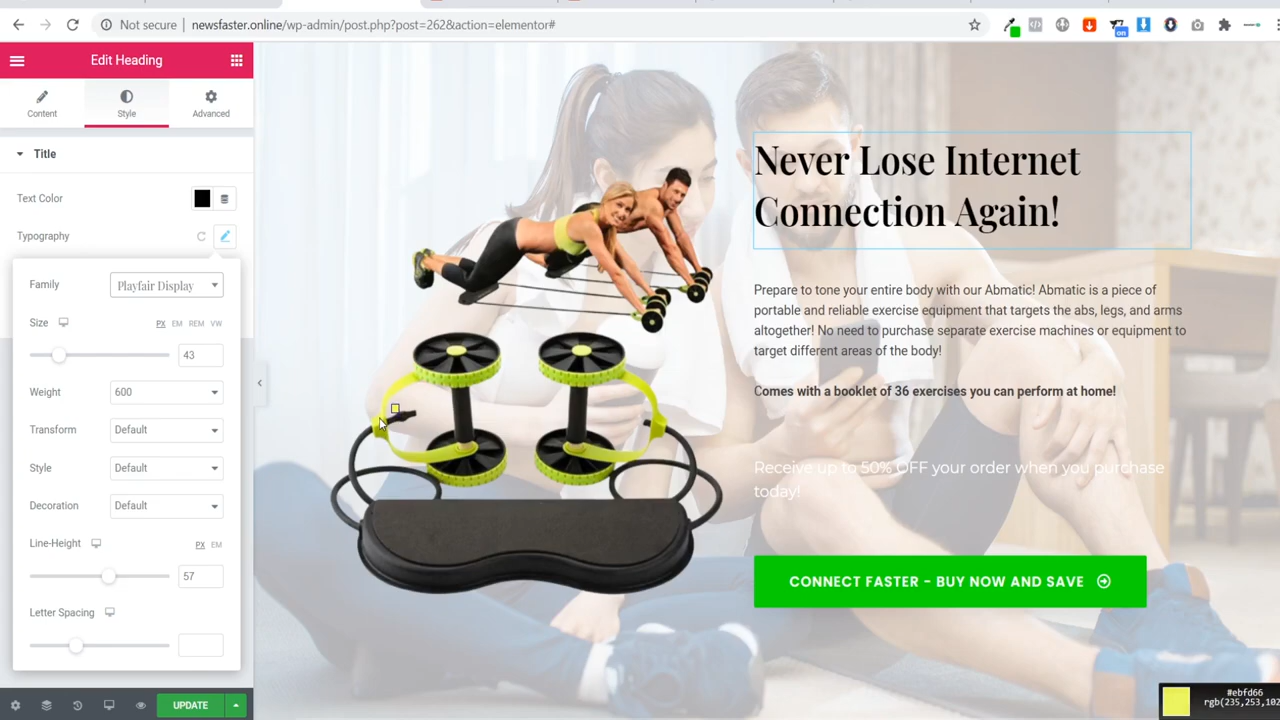 Not secure
newsfaster.online/wp-admin/post.php?post=262&action=elementor#
on
Edit Heading
Content
Style
Advanced
Title
Text Color
Typography
Family
Playfair Display
Size
PX EM REM VW
43
Weight
600
Transform
Default
Style
Default
Decoration
Default
Line-Height
PX EM
57
Letter Spacing
UPDATE
Never Lose Internet
Connection Again!
Prepare to tone your entire body with our Abmatic! Abmatic is a piece of
portable and reliable exercise equipment that targets the abs, legs, and arms
altogether! No need to purchase separate exercise machines or equipment to
target different areas of the body!
Comes with a booklet of 36 exercises you can perform at home!
Receive up to 50% OFF your order when you purchase
today!
CONNECT FASTER - BUY NOW AND SAVE
#ebfd66
rgb(235,253,102